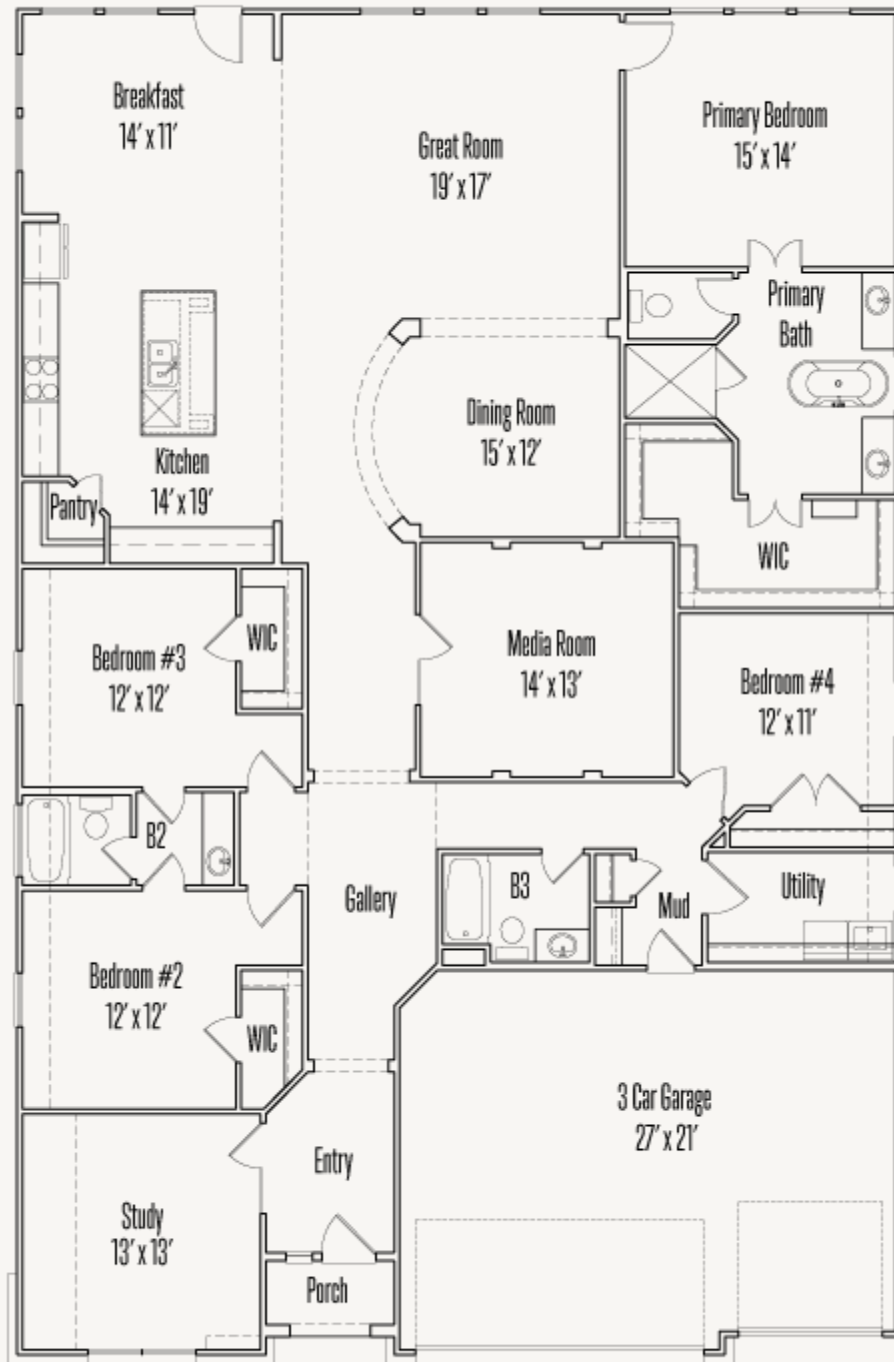 Breakfast
14' x 11'
Great Room
19' x 17'
Primary Bedroom
15' x 14'
Primary
Bath
Dining Room
15' x 12'
Kitchen
14' x 19'
Pantry
WIC
Bedroom #3
12' x 12'
WIC
Media Room
14' x 13'
Bedroom #4
12' x 11'
B2
Gallery
B3
Mud
Utility
Bedroom #2
12' x 12'
WIC
3 Car Garage
27' x 21'
Entry
Study
13' x 13'
Porch